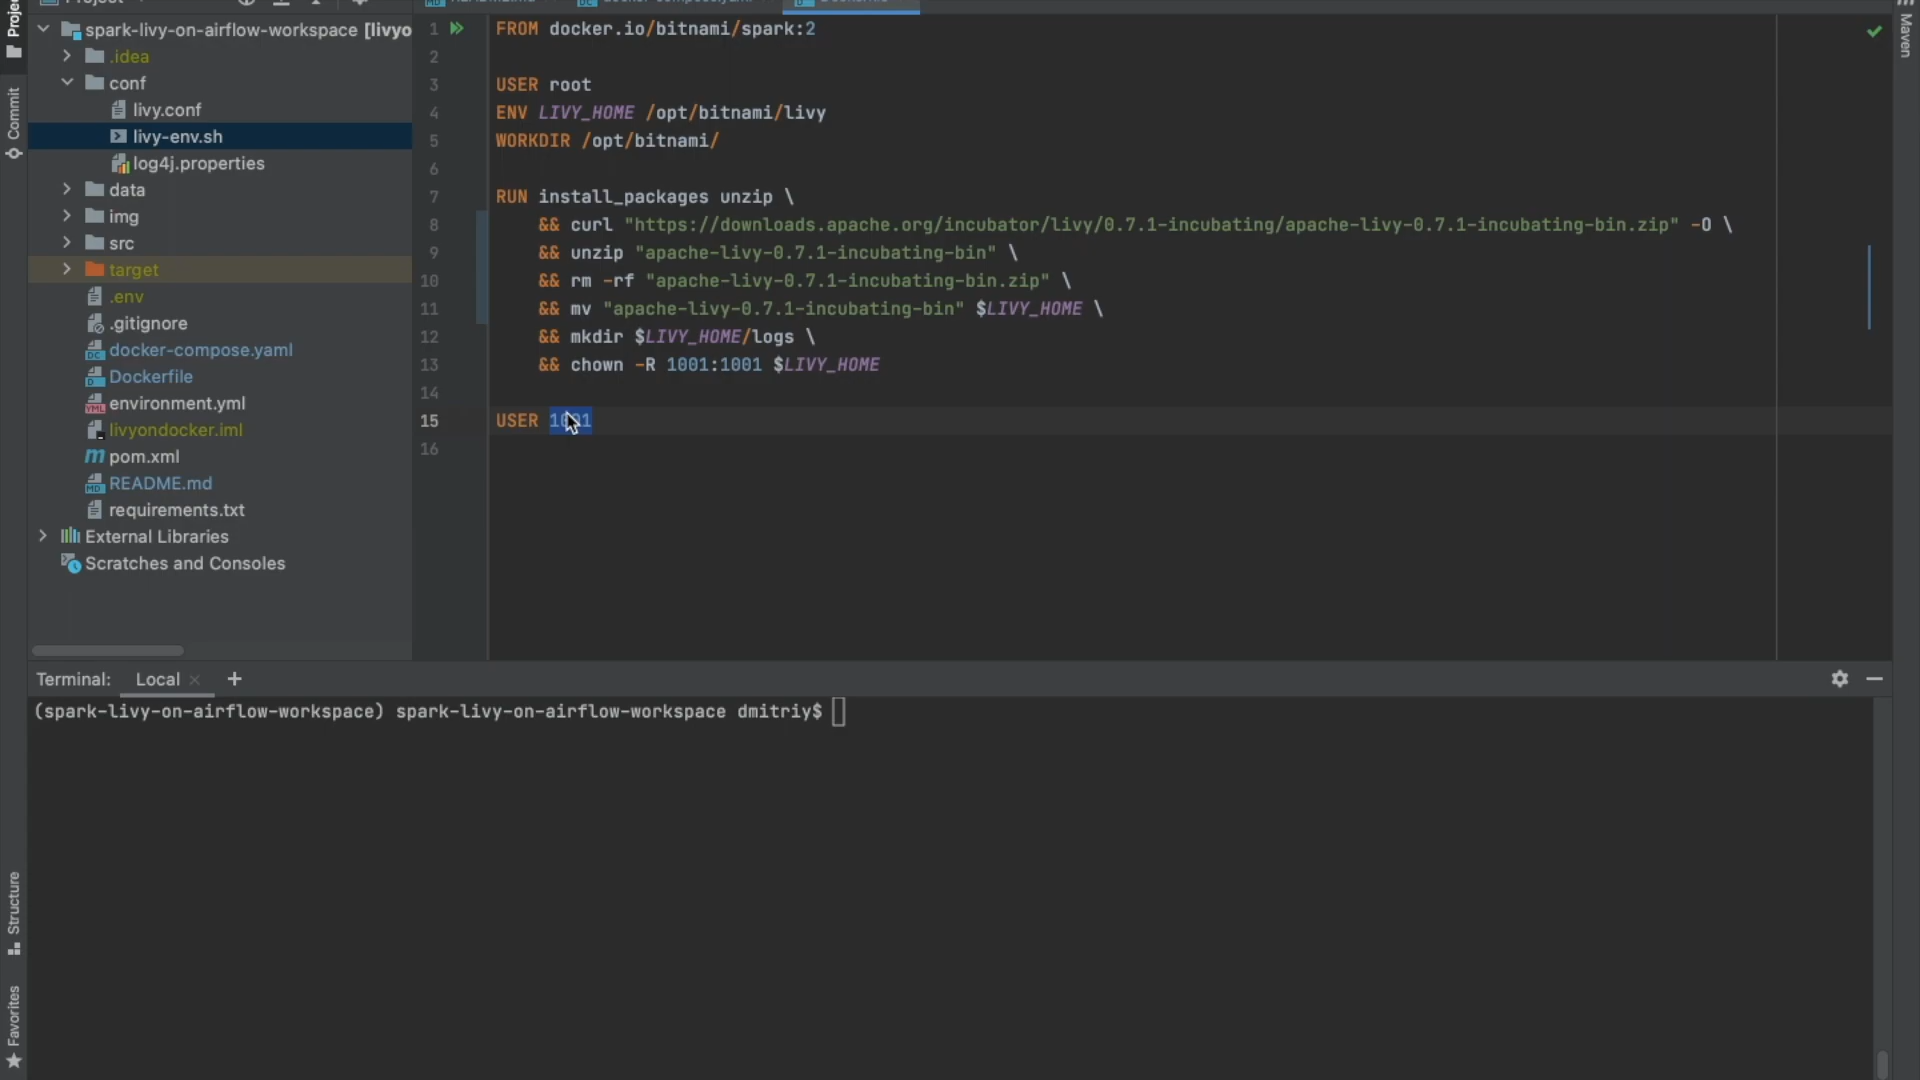 Project
spark-livy-on-airflow-workspace [livyo
.idea
conf
livy.conf
livy-env.sh
log4j.properties
data
img
src
target
.env
.gitignore
docker-compose.yaml
Dockerfile
environment.yml
livyondocker.iml
pom.xml
README.md
requirements.txt
External Libraries
Scratches and Consoles
Commit
Structure
Favorites
Maven
1 FROM docker.io/bitnami/spark:2
2
3 USER root
4 ENV LIVY_HOME /opt/bitnami/livy
5 WORKDIR /opt/bitnami/
6
7 RUN install_packages unzip \
8 && curl "https://downloads.apache.org/incubator/livy/0.7.1-incubating/apache-livy-0.7.1-incubating-bin.zip" -O \
9 && unzip "apache-livy-0.7.1-incubating-bin" \
10 && rm -rf "apache-livy-0.7.1-incubating-bin.zip" \
11 && mv "apache-livy-0.7.1-incubating-bin" $LIVY_HOME \
12 && mkdir $LIVY_HOME/logs \
13 && chown -R 1001:1001 $LIVY_HOME
14
15 USER 1001
16
Terminal: Local +
(spark-livy-on-airflow-workspace) spark-livy-on-airflow-workspace dmitriy$